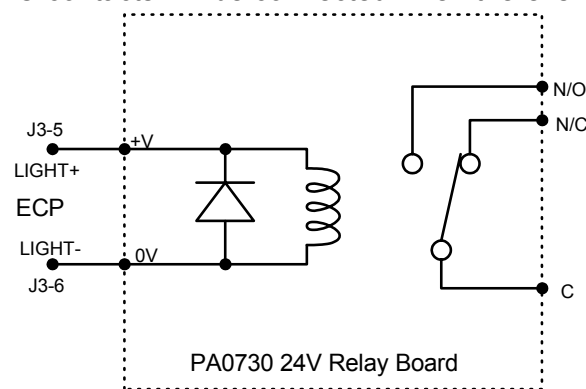 N/O
N/C
J3-5
+V
LIGHT+
ECP
LIGHT-
0V
J3-6
C
PA0730 24V Relay Board